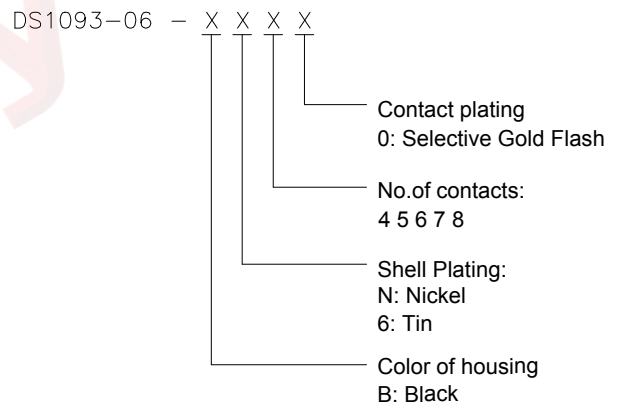 DS1093-06 - X X X X
Contact plating
0: Selective Gold Flash
No.of contacts:
4 5 6 7 8
Shell Plating:
N: Nickel
6: Tin
Color of housing
B: Black